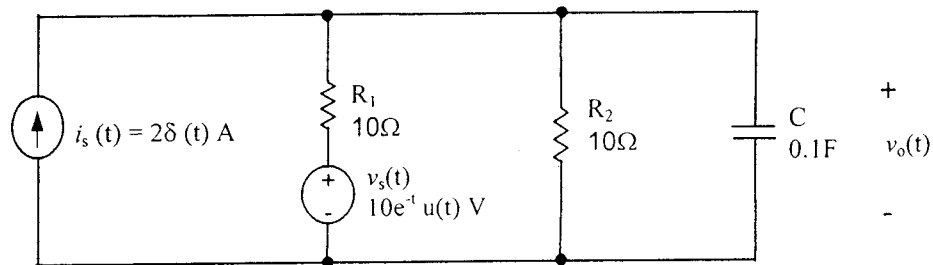 i_s (t) = 2δ (t) A
R₁
10Ω
+
-
v_s(t)
10e⁻ᵗ u(t) V
R₂
10Ω
C
0.1F
+
v_o(t)
-